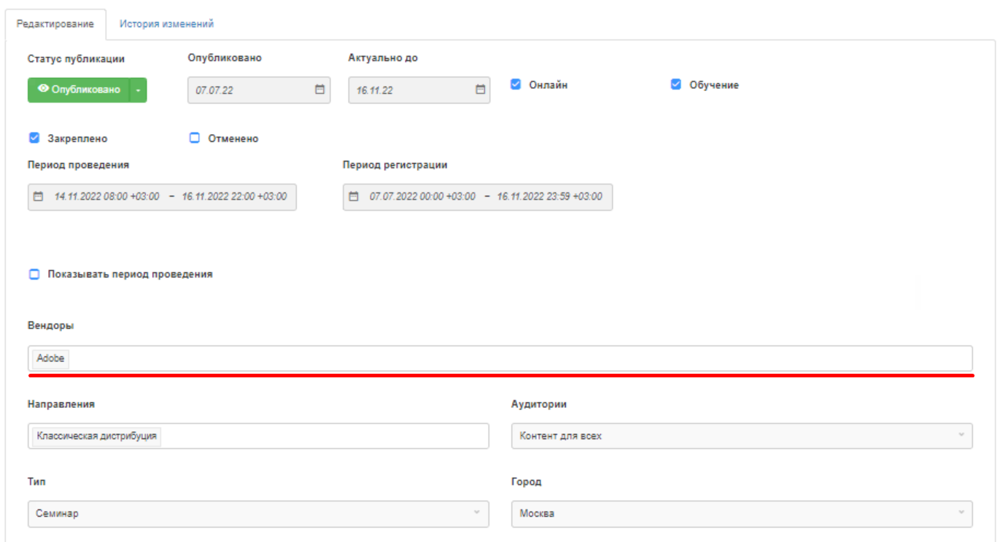 Редактирование История изменений
Статус публикации Опубликовано Актуально до
Опубликовано 07.07.22 16.11.22 Онлайн Обучение
Закреплено Отменено
Период проведения Период регистрации
14.11.2022 08:00 +03:00 – 16.11.2022 22:00 +03:00 07.07.2022 00:00 +03:00 – 16.11.2022 23:59 +03:00
Показывать период проведения
Вендоры
Adobe
Направления Аудитории
Классическая дистрибуция Контент для всех
Тип Город
Семинар Москва